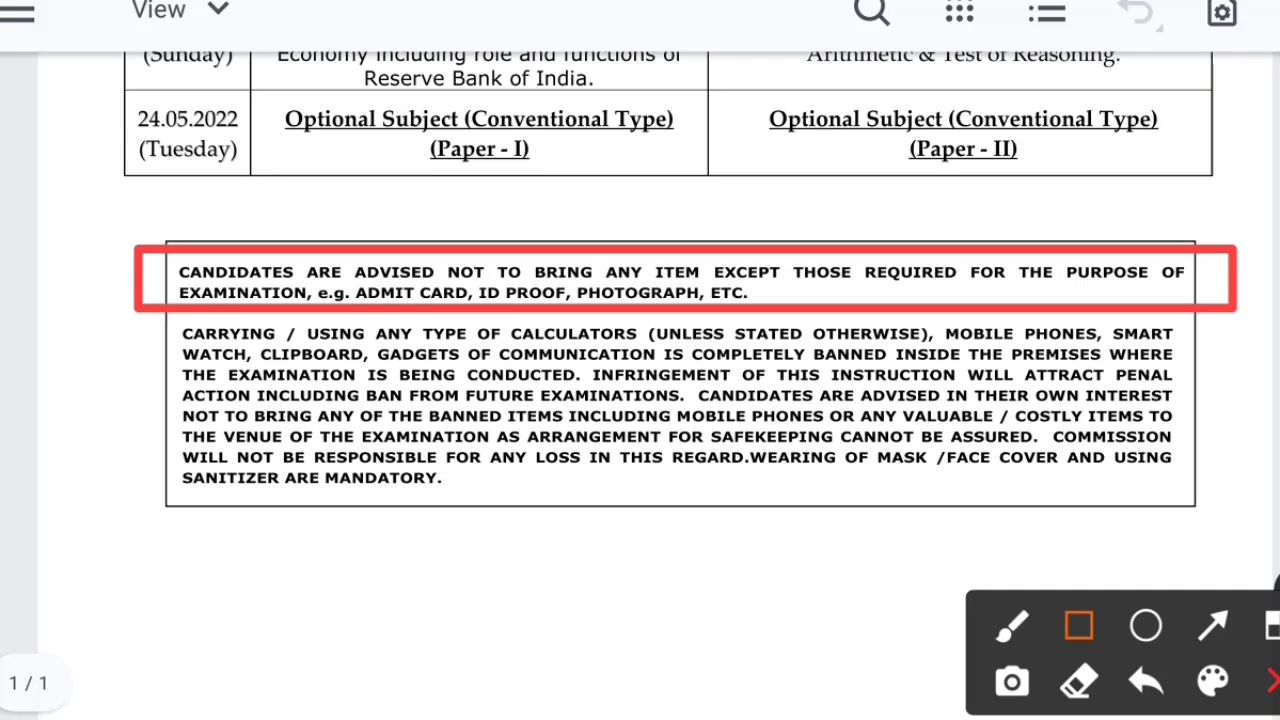 View
(Sunday)
Economy including role and functions of
Reserve Bank of India.
Arithmetic & Test of Reasoning.
24.05.2022
(Tuesday)
Optional Subject (Conventional Type)
(Paper - I)
Optional Subject (Conventional Type)
(Paper - II)
CANDIDATES ARE ADVISED NOT TO BRING ANY ITEM EXCEPT THOSE REQUIRED FOR THE PURPOSE OF
EXAMINATION, e.g. ADMIT CARD, ID PROOF, PHOTOGRAPH, ETC.
CARRYING / USING ANY TYPE OF CALCULATORS (UNLESS STATED OTHERWISE), MOBILE PHONES, SMART
WATCH, CLIPBOARD, GADGETS OF COMMUNICATION IS COMPLETELY BANNED INSIDE THE PREMISES WHERE
THE EXAMINATION IS BEING CONDUCTED. INFRINGEMENT OF THIS INSTRUCTION WILL ATTRACT PENAL
ACTION INCLUDING BAN FROM FUTURE EXAMINATIONS. CANDIDATES ARE ADVISED IN THEIR OWN INTEREST
NOT TO BRING ANY OF THE BANNED ITEMS INCLUDING MOBILE PHONES OR ANY VALUABLE / COSTLY ITEMS TO
THE VENUE OF THE EXAMINATION AS ARRANGEMENT FOR SAFEKEEPING CANNOT BE ASSURED. COMMISSION
WILL NOT BE RESPONSIBLE FOR ANY LOSS IN THIS REGARD.WEARING OF MASK /FACE COVER AND USING
SANITIZER ARE MANDATORY.
1 / 1